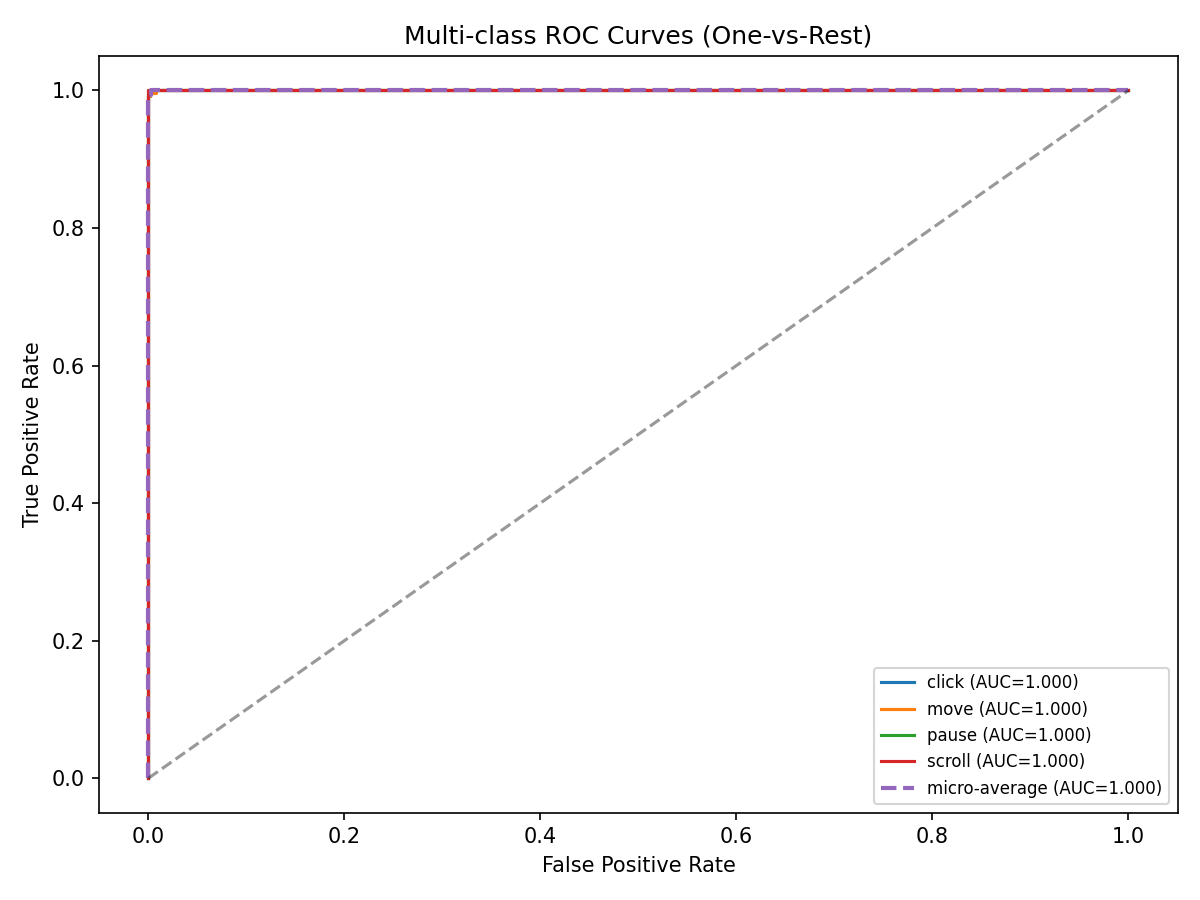 Multi-class ROC Curves (One-vs-Rest)
True Positive Rate
1.0
0.8
0.6
0.4
0.2
0.0
click (AUC=1.000)
move (AUC=1.000)
pause (AUC=1.000)
scroll (AUC=1.000)
micro-average (AUC=1.000)
0.0 0.2 0.4 0.6 0.8 1.0
False Positive Rate